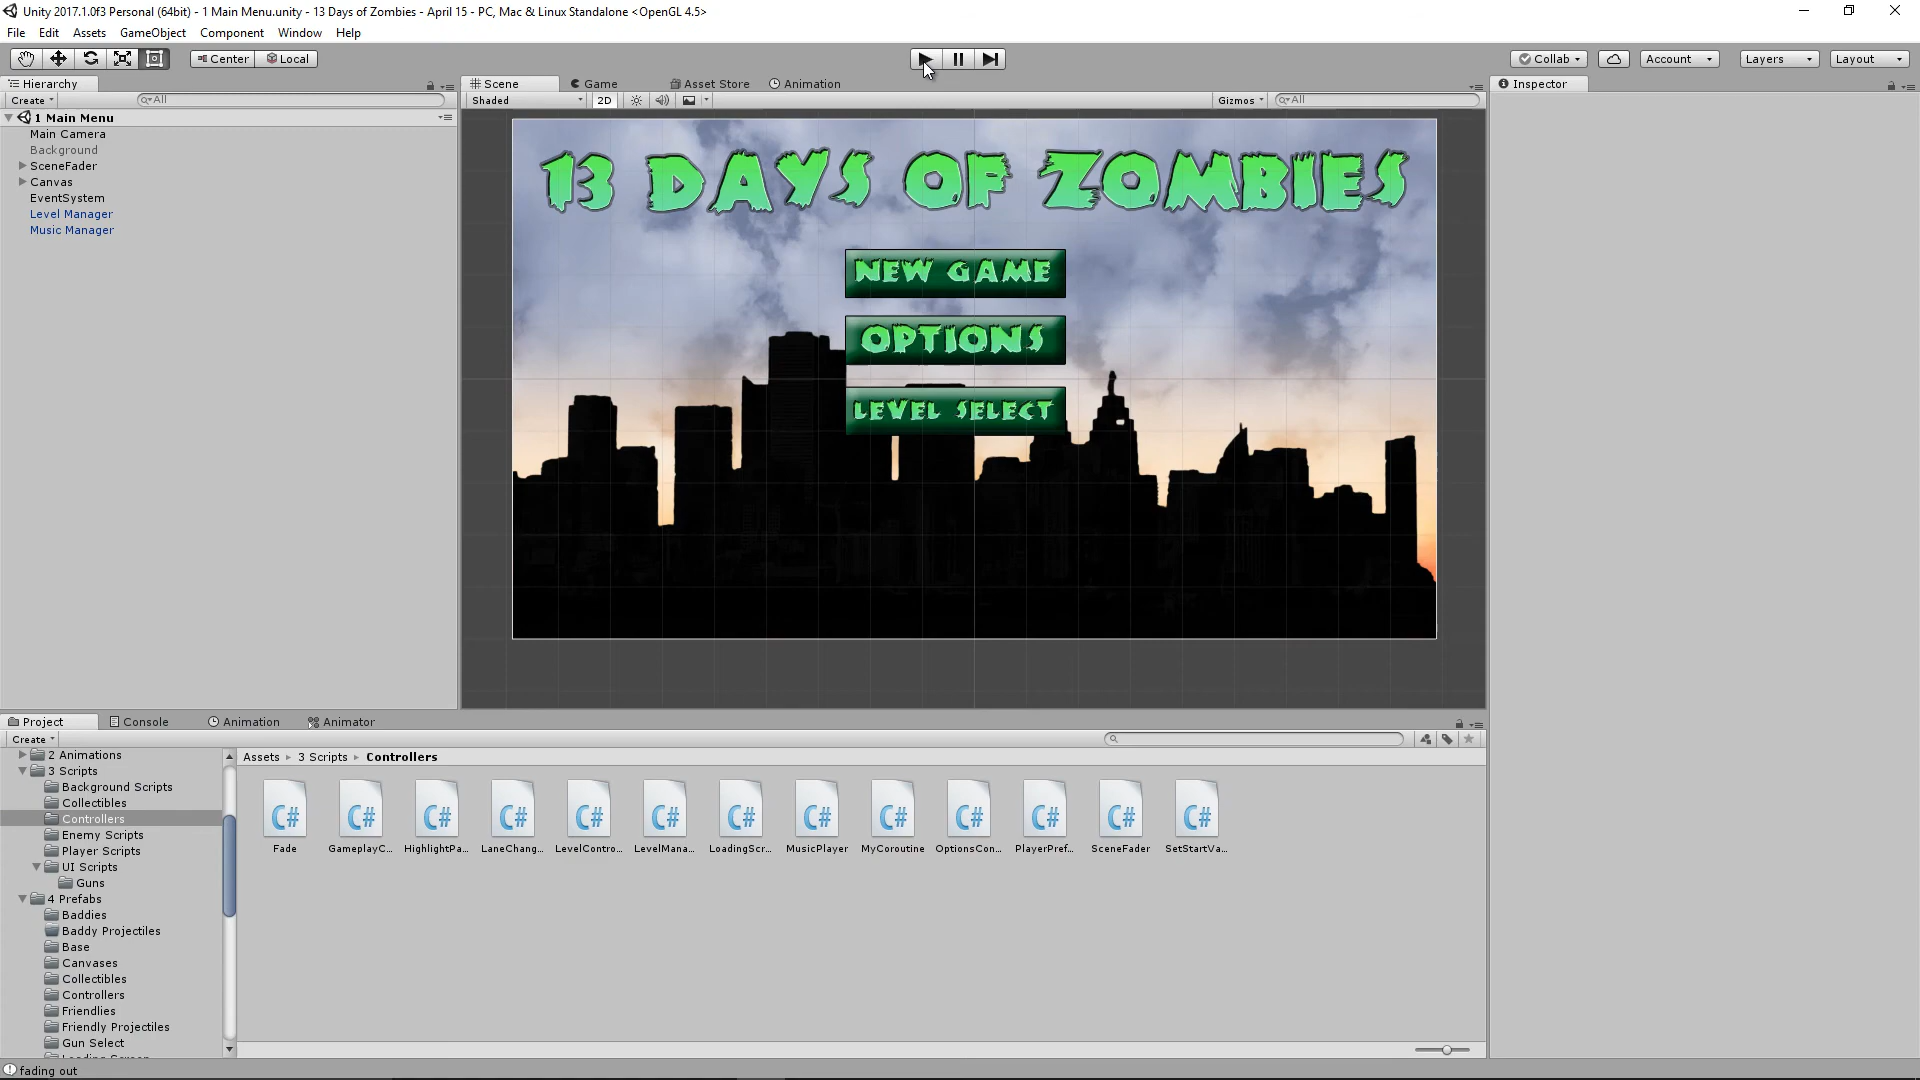 Unity 2017.1.0f3 Personal (64bit) - 1 Main Menu.unity - 13 Days of Zombies - April 15 - PC, Mac & Linux Standalone <OpenGL 4.5>
File Edit Assets GameObject Component Window Help
Center Local Collab Account Layers Layout
Hierarchy Scene Game Asset Store Animation Inspector
Create All Shaded 2D Gizmos All
1 Main Menu
Main Camera
Background
SceneFader
Canvas
EventSystem
Level Manager
Music Manager
13 DAYS OF ZOMBIES
NEW GAME
OPTIONS
LEVEL SELECT
Project Console Animation Animator
Create
2 Animations
3 Scripts
Background Scripts
Collectibles
Controllers
Enemy Scripts
Player Scripts
UI Scripts
Guns
4 Prefabs
Baddies
Baddy Projectiles
Base
Canvases
Collectibles
Controllers
Friendlies
Friendly Projectiles
Gun Select
Assets 3 Scripts Controllers
C# C# C# C# C# C# C# C# C# C# C# C# C#
Fade GameplayC... HighlightPa... LaneChang... LevelContro... LevelMana... LoadingScr... MusicPlayer MyCoroutine OptionsCon... PlayerPref... SceneFader SetStartVa...
fading out